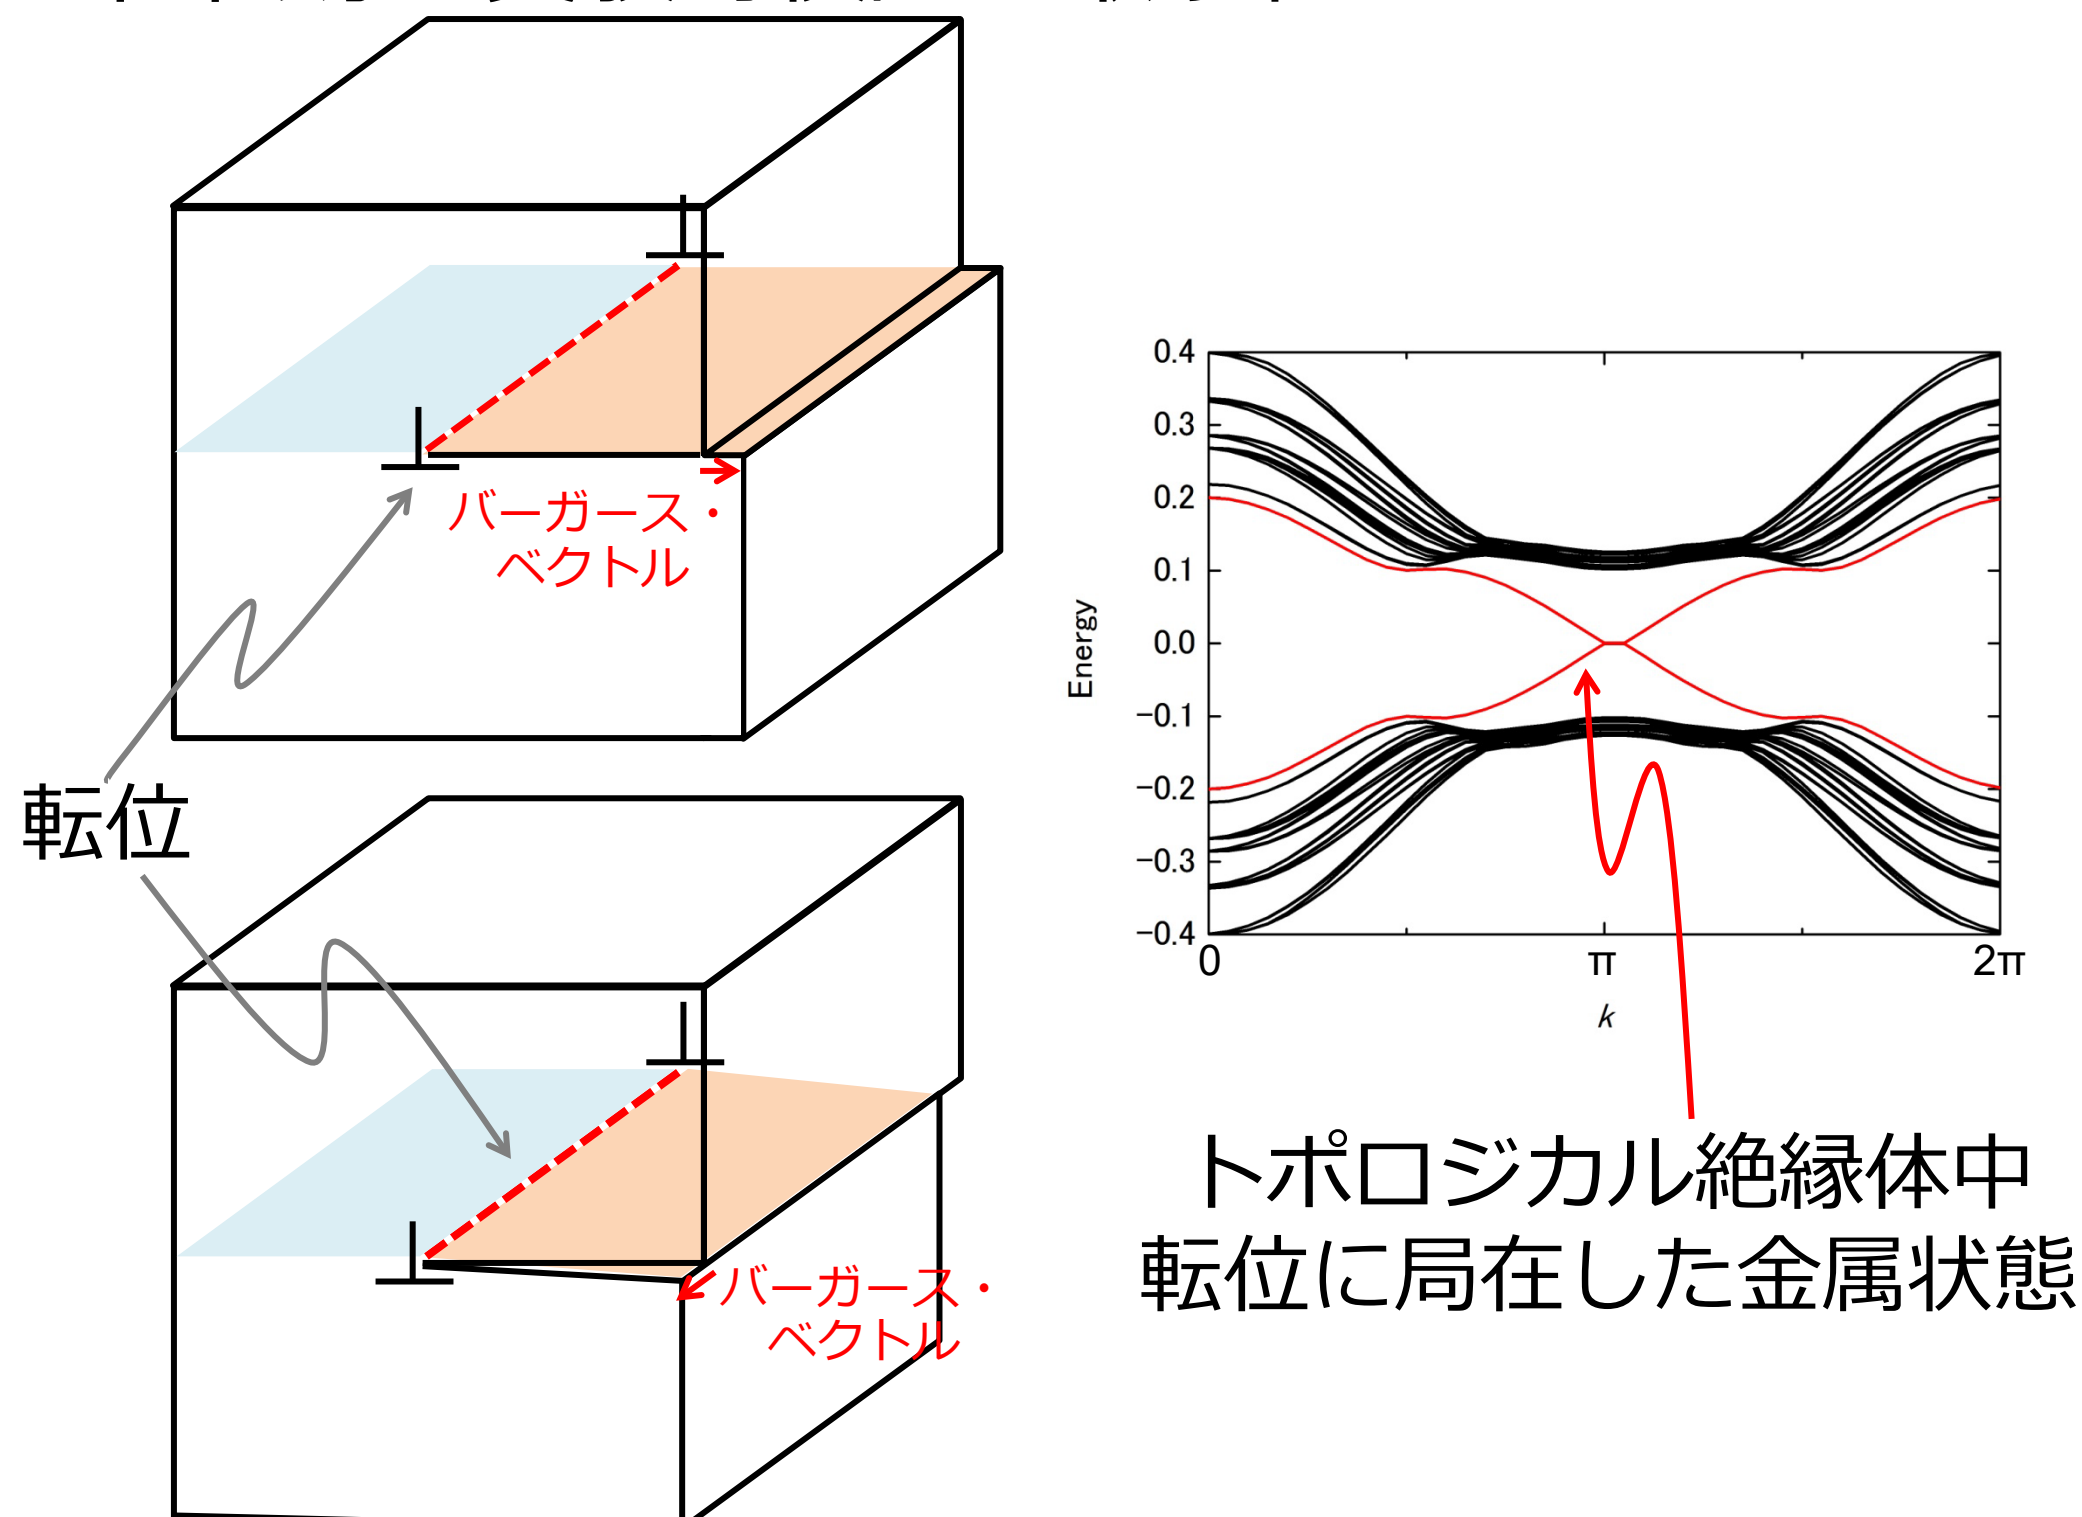 バーガース・
ベクトル
転位
バーガース・
ベクトル
0.4
0.3
0.2
0.1
0.0
−0.1
−0.2
−0.3
−0.4
Energy
0 π 2π
k
トポロジカル絶縁体中
転位に局在した金属状態